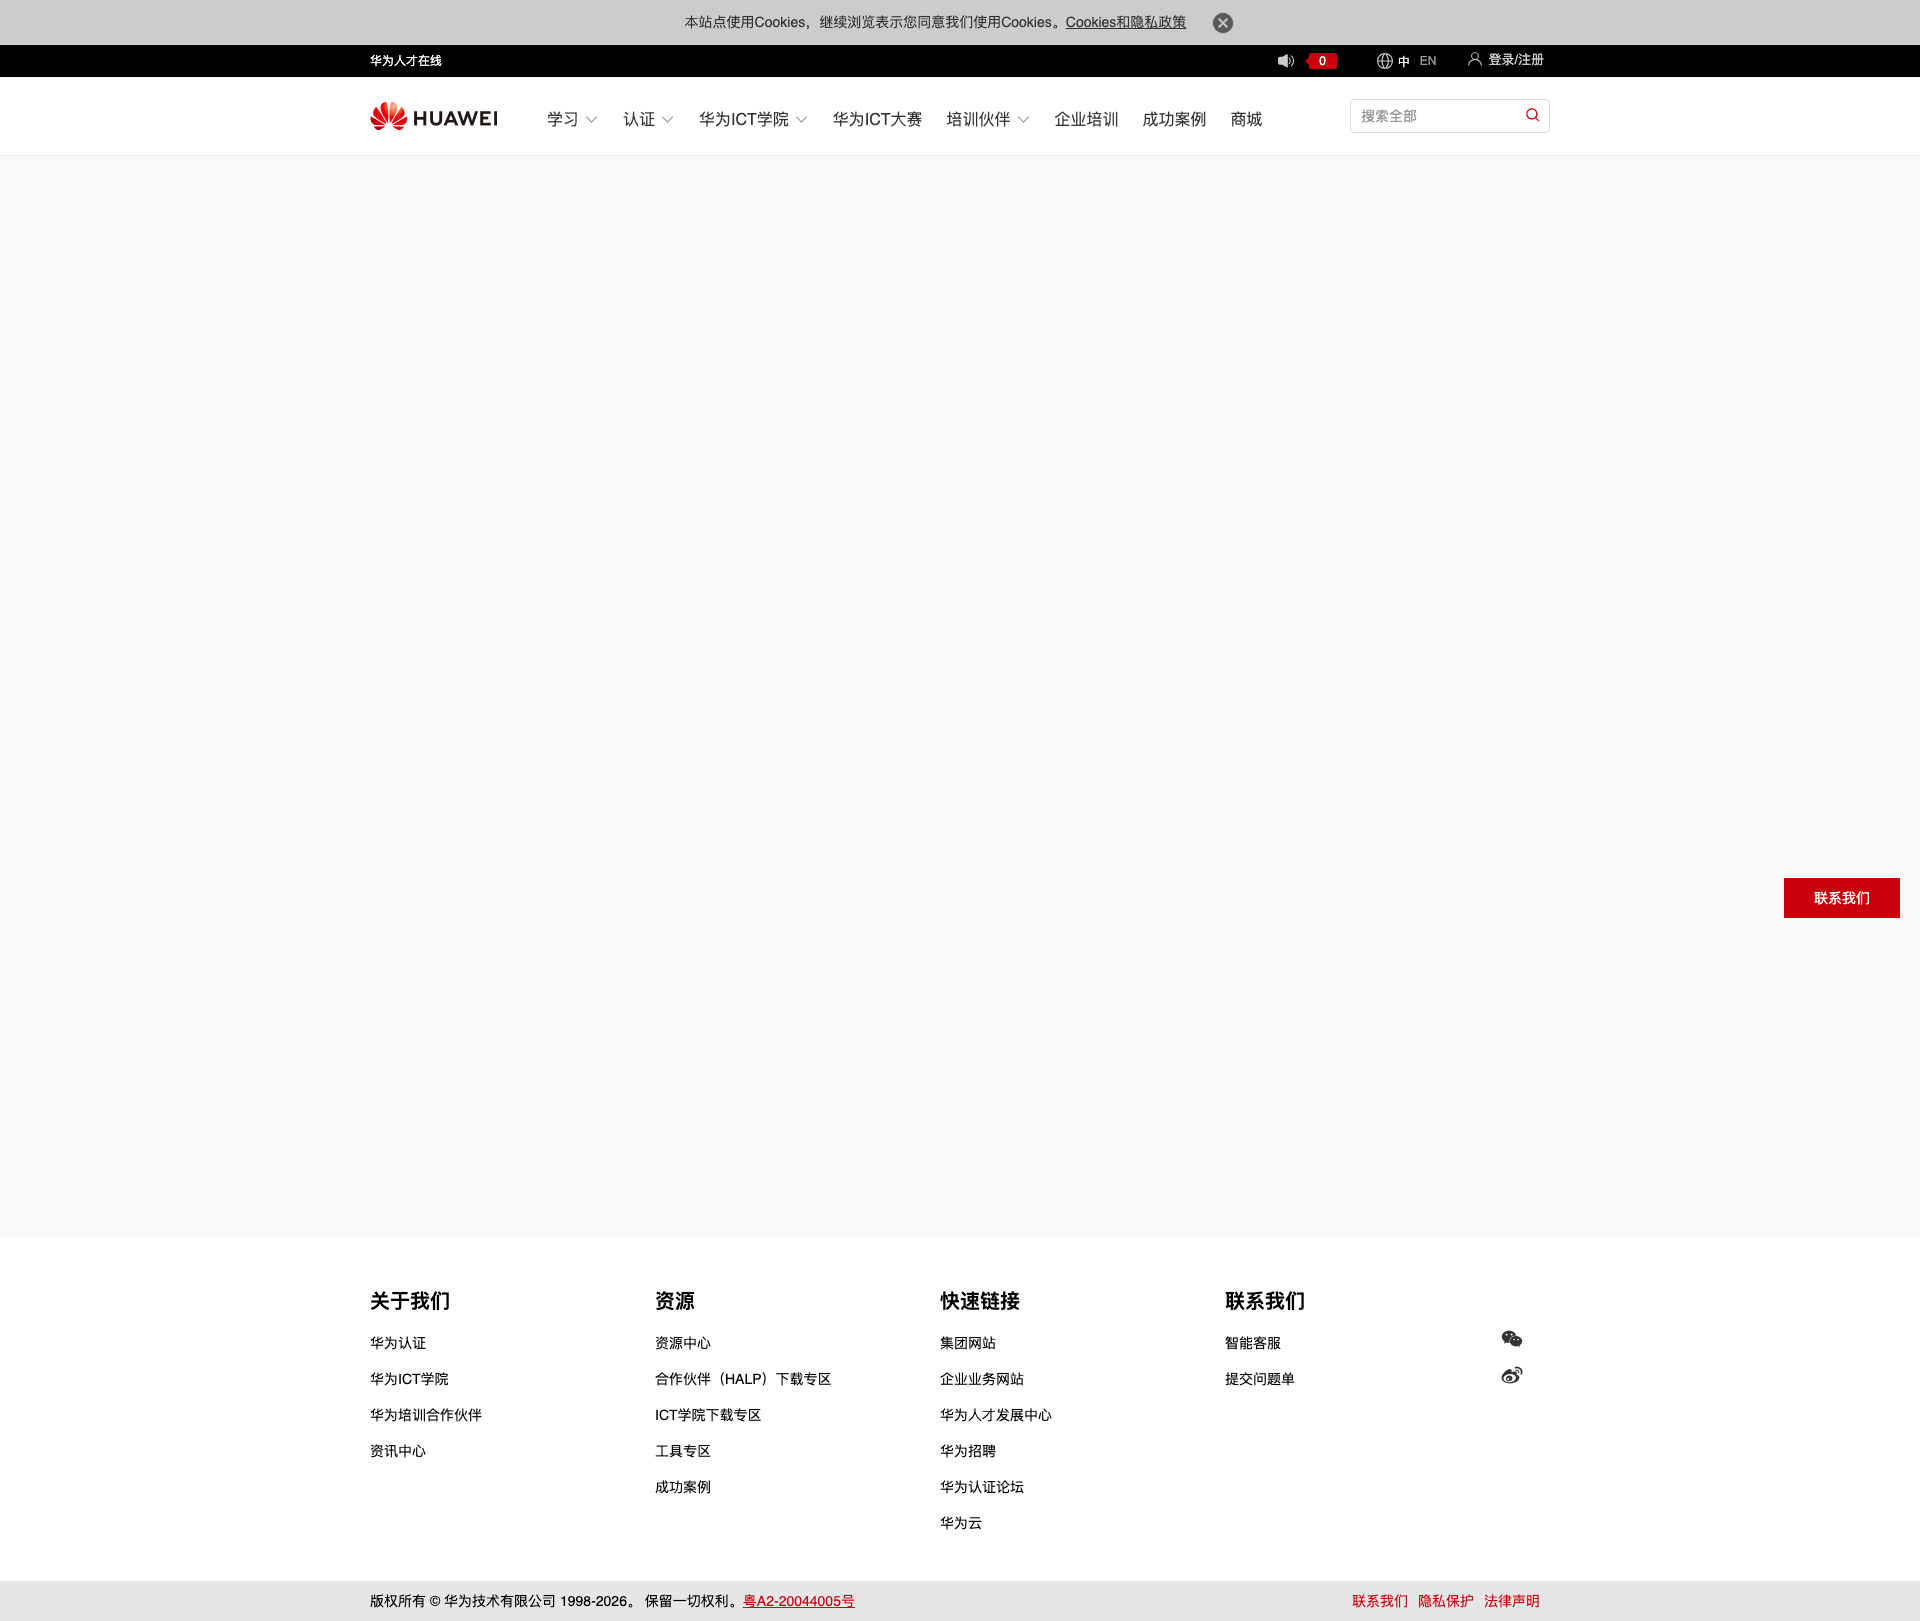 本站点使用Cookies，继续浏览表示您同意我们使用Cookies。Cookies和隐私政策
华为人才在线 0 中 EN 登录/注册
HUAWEI 学习 认证 华为ICT学院 华为ICT大赛 培训伙伴 企业培训 成功案例 商城 搜索全部
联系我们
关于我们 资源 快速链接 联系我们
华为认证 资源中心 集团网站 智能客服
华为ICT学院 合作伙伴（HALP）下载专区 企业业务网站 提交问题单
华为培训合作伙伴 ICT学院下载专区 华为人才发展中心
资讯中心 工具专区 华为招聘
成功案例 华为认证论坛
华为云
版权所有 © 华为技术有限公司 1998-2026。 保留一切权利。粤A2-20044005号 联系我们 隐私保护 法律声明